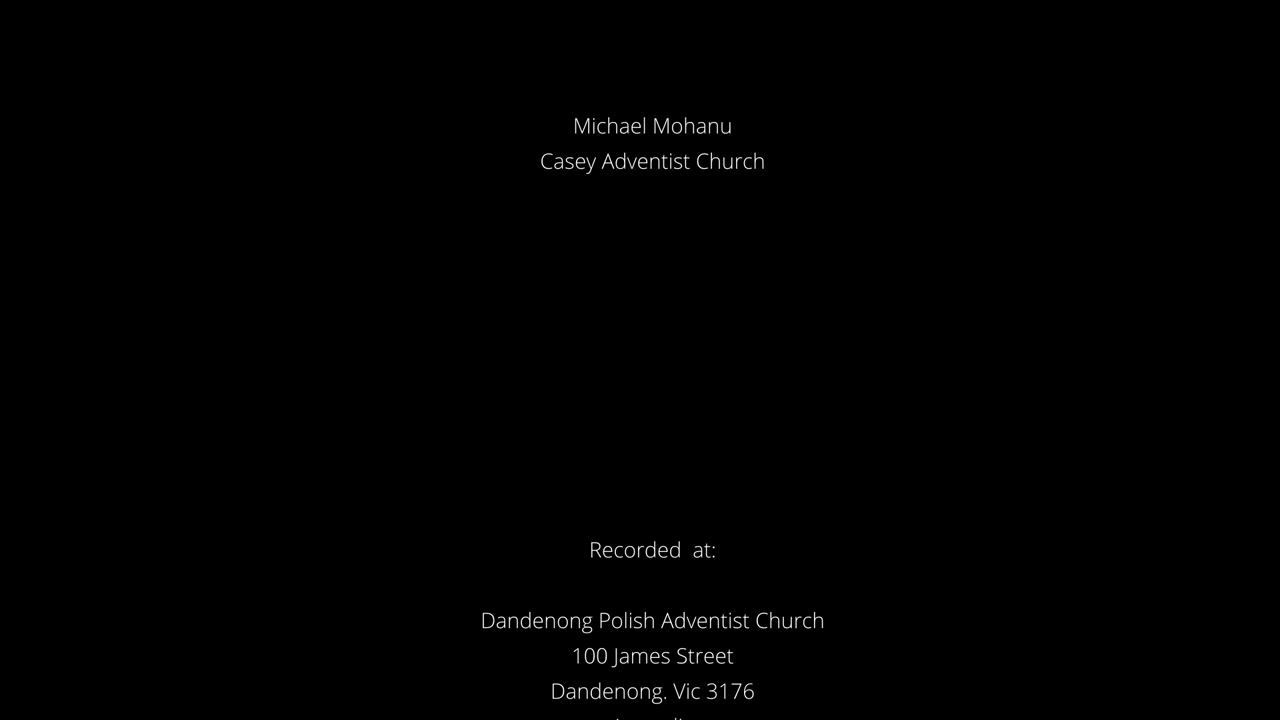 Michael Mohanu
Casey Adventist Church
Recorded at:
Dandenong Polish Adventist Church
100 James Street
Dandenong. Vic 3176